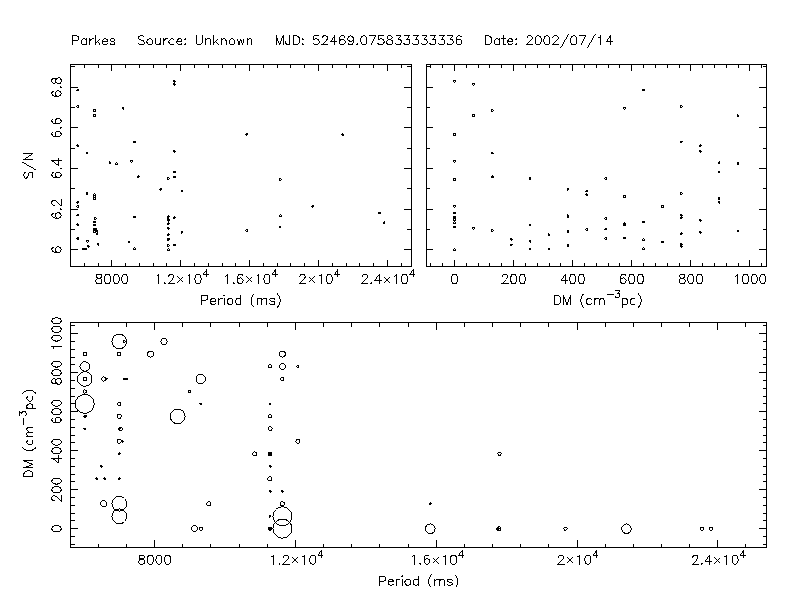 Parkes Source: Unknown MJD: 52469.075833333336 Date: 2002/07/14
S/N
6 6.2 6.4 6.6 6.8
8000 1.2×10⁴ 1.6×10⁴ 2×10⁴ 2.4×10⁴
Period (ms)
0 200 400 600 800 1000
DM (cm⁻³pc)
DM (cm⁻³pc)
0 200 400 600 800 1000
8000 1.2×10⁴ 1.6×10⁴ 2×10⁴ 2.4×10⁴
Period (ms)